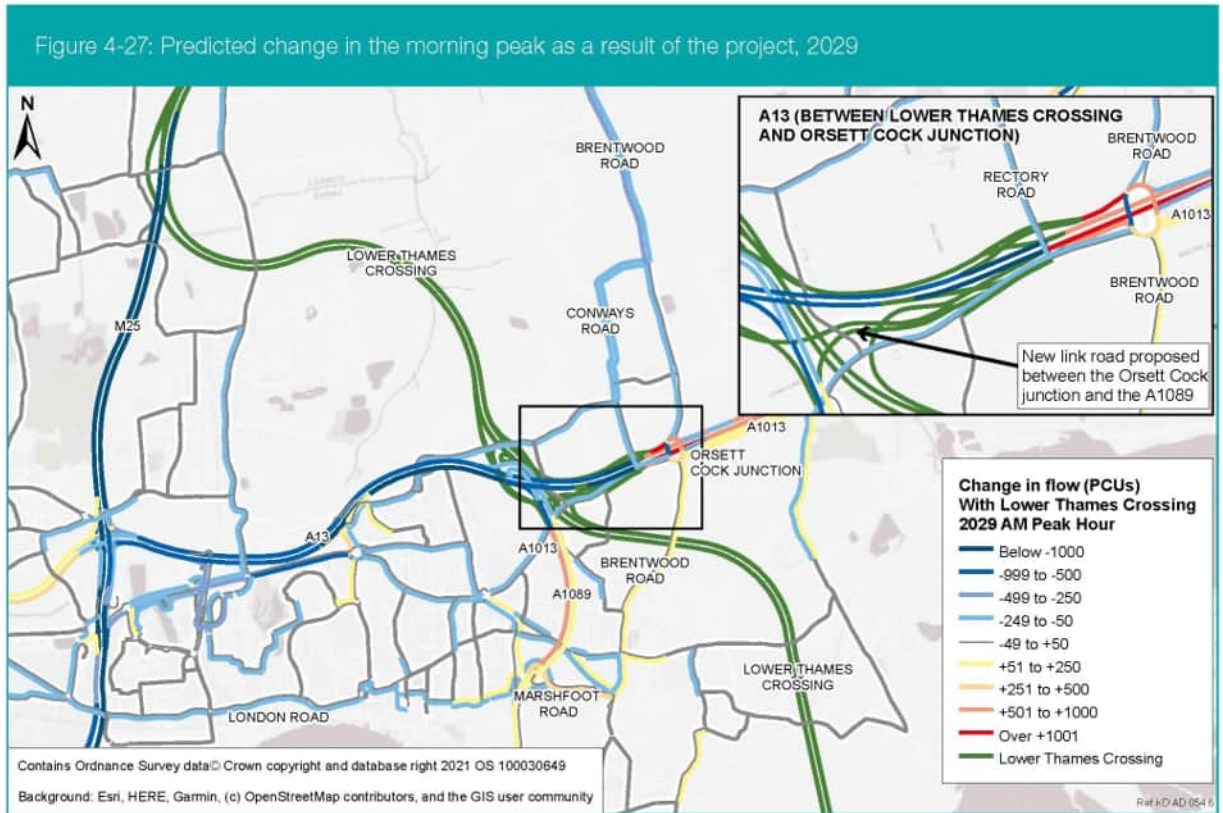 Figure 4-27: Predicted change in the morning peak as a result of the project, 2029
N
BRENTWOOD
ROAD
LOWER THAMES
CROSSING
M25
CONWAYS
ROAD
A13
A1013
ORSETT
COCK JUNCTION
A1013
BRENTWOOD
ROAD
A1089
LOWER THAMES
CROSSING
MARSHFOOT
ROAD
LONDON ROAD
A13 (BETWEEN LOWER THAMES CROSSING
AND ORSETT COCK JUNCTION)
BRENTWOOD
ROAD
RECTORY
ROAD
A1013
BRENTWOOD
ROAD
New link road proposed
between the Orsett Cock
junction and the A1089
Change in flow (PCUs)
With Lower Thames Crossing
2029 AM Peak Hour
Below -1000
-999 to -500
-499 to -250
-249 to -50
-49 to +50
+51 to +250
+251 to +500
+501 to +1000
Over +1001
Lower Thames Crossing
Contains Ordnance Survey data© Crown copyright and database right 2021 OS 100030649
Background: Esri, HERE, Garmin, (c) OpenStreetMap contributors, and the GIS user community